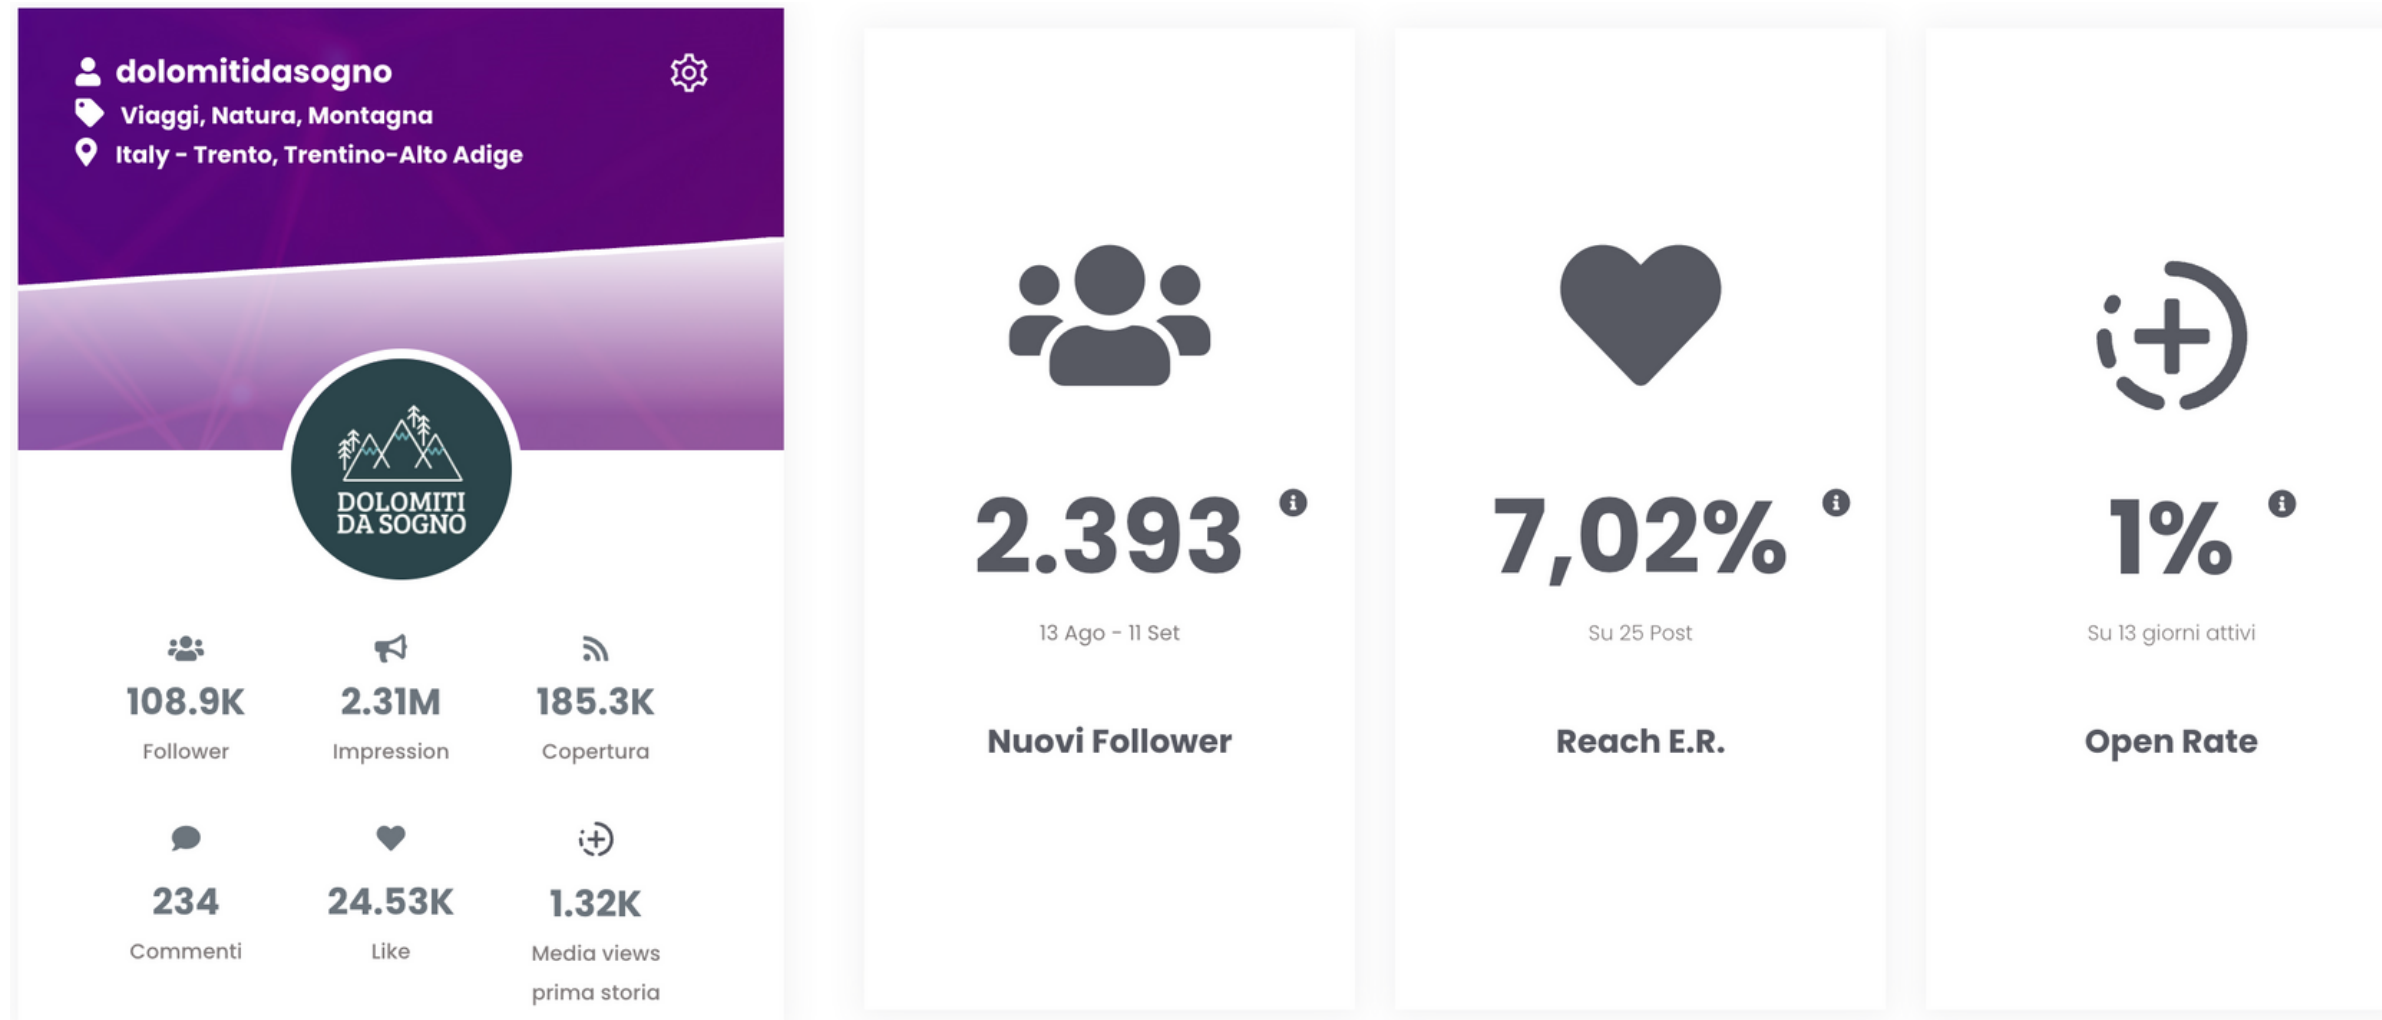 dolomitidasogno
Viaggi, Natura, Montagna
Italy - Trento, Trentino-Alto Adige
DOLOMITI
DA SOGNO
108.9K
Follower
2.31M
Impression
185.3K
Copertura
234
Commenti
24.53K
Like
1.32K
Media views
prima storia
2.393
13 Ago - 11 Set
Nuovi Follower
7,02%
Su 25 Post
Reach E.R.
1%
Su 13 giorni attivi
Open Rate